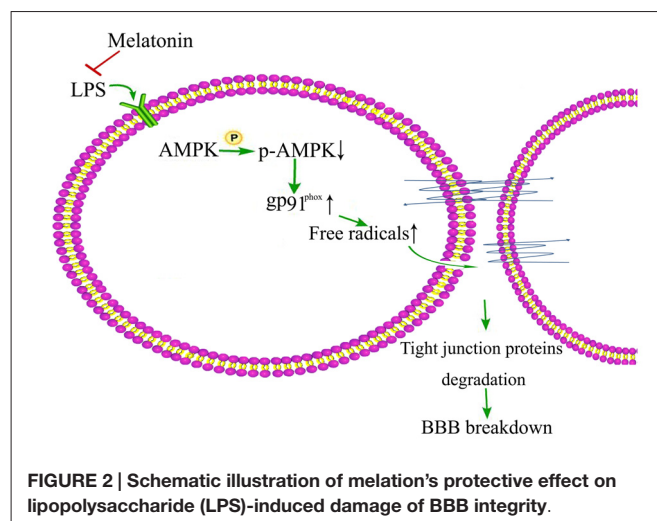 Melatonin
LPS
P
AMPK p-AMPK↓
gp91phox ↑
Free radicals↑
Tight junction proteins
degradation
BBB breakdown
FIGURE 2 | Schematic illustration of melation's protective effect on
lipopolysaccharide (LPS)-induced damage of BBB integrity.